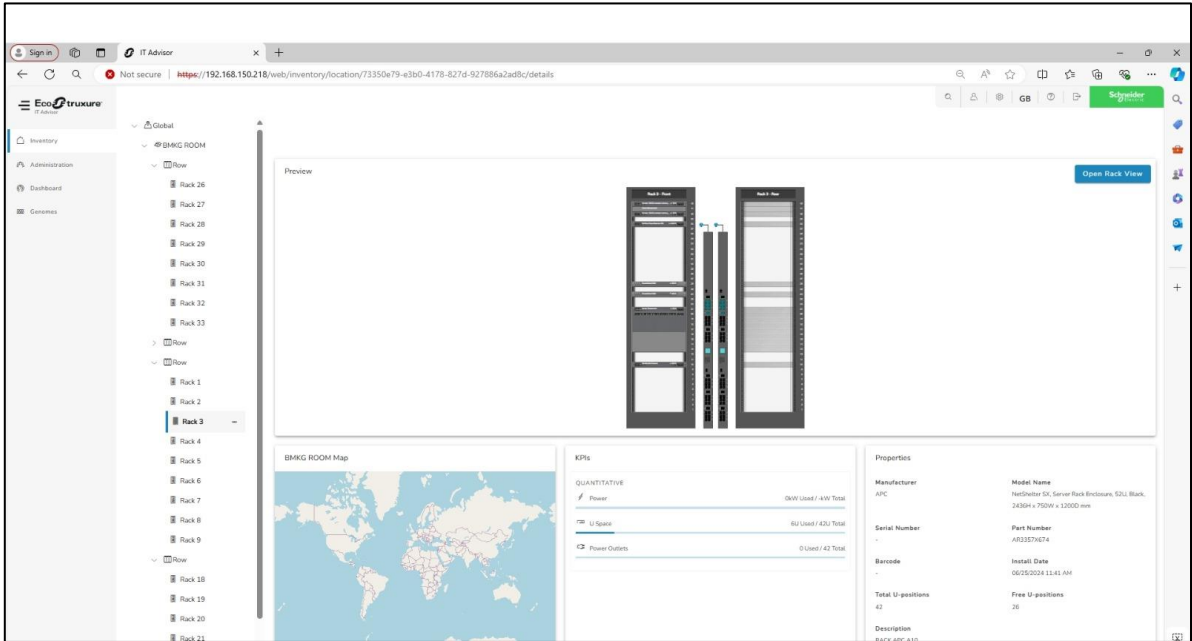 Sign in
IT Advisor
Not secure
https://192.168.150.218/web/inventory/location/73350e79-e3b0-4178-827d-927886a2ad8c/details
EcoStruxure
IT Advisor
GB
Schneider
Electric
Inventory
Administration
Dashboard
Genomes
Global
BMKG ROOM
Row
Rack 26
Rack 27
Rack 28
Rack 29
Rack 30
Rack 31
Rack 32
Rack 33
Row
Row
Rack 1
Rack 2
Rack 3
Rack 4
Rack 5
Rack 6
Rack 7
Rack 8
Rack 9
Row
Rack 18
Rack 19
Rack 20
Rack 21
Preview
Open Rack View
Rack 3 - Front
Rack 3 - Rear
BMKG ROOM Map
KPIs
QUANTITATIVE
Power 0kW Used / -kW Total
U Space 6U Used / 42U Total
Power Outlets 0 Used / 42 Total
Properties
Manufacturer
APC
Model Name
NetShelter SX, Server Rack Enclosure, 52U, Black,
2436H x 750W x 1200D mm
Serial Number
-
Part Number
AR3357X674
Barcode
-
Install Date
06/25/2024 11:41 AM
Total U-positions
42
Free U-positions
26
Description
RACK APC A10